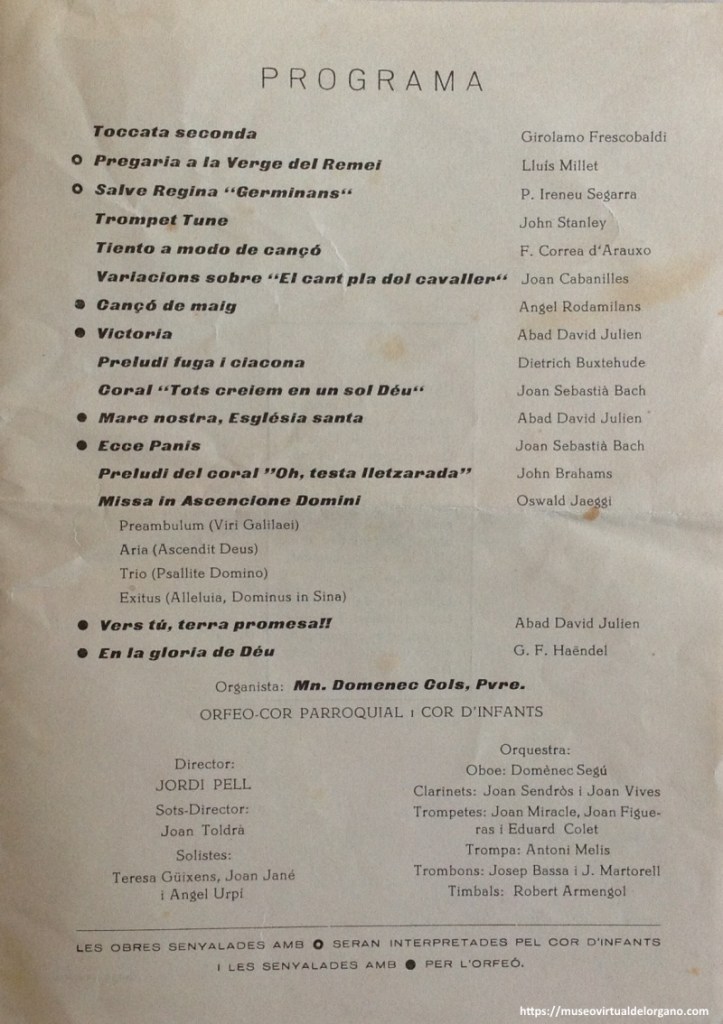 PROGRAMA
Toccata seconda Girolamo Frescobaldi
Pregaria a la Verge del Remei Lluis Millet
Salve Regina "Germinans" P. Ireneu Segarra
Trompet Tune John Stanley
Tiento a modo de cançó F. Correa d'Arauxo
Variacions sobre "El cant pla del cavaller" Joan Cabanilles
Cançó de maig Angel Rodamilans
Victoria Abad David Julien
Preludi fuga i ciacona Dietrich Buxtehude
Coral "Tots creiem en un sol Déu" Joan Sebastià Bach
Mare nostra, Església santa Abad David Julien
Ecce Panis Joan Sebastià Bach
Preludi del coral "Oh, testa lletzarada" John Brahams
Missa in Ascencione Domini Oswald Jaeggi
Preambulum (Viri Galilaei)
Aria (Ascendit Deus)
Trio (Psallite Domino)
Exitus (Alleluia, Dominus in Sina)
Vers tú, terra promesa!! Abad David Julien
En la gloria de Déu G. F. Haëndel
Organista: Mn. Domenec Cols, Pvre.
ORFEO-COR PARROQUIAL i COR D'INFANTS
Director:
JORDI PELL
Sots-Director:
Joan Toldrà
Solistes:
Teresa Güixens, Joan Jané
i Angel Urpí
Orquestra:
Oboe: Domènec Segú
Clarinets: Joan Sendròs i Joan Vives
Trompetes: Joan Miracle, Joan Figue-
ras i Eduard Colet
Trompa: Antoni Melis
Trombons: Josep Bassa i J. Martorell
Timbals: Robert Armengol
LES OBRES SENYALADES AMB O SERAN INTERPRETADES PEL COR D'INFANTS
I LES SENYALADES AMB ● PER L'ORFEÓ.
https://museovirtualdelorgano.com